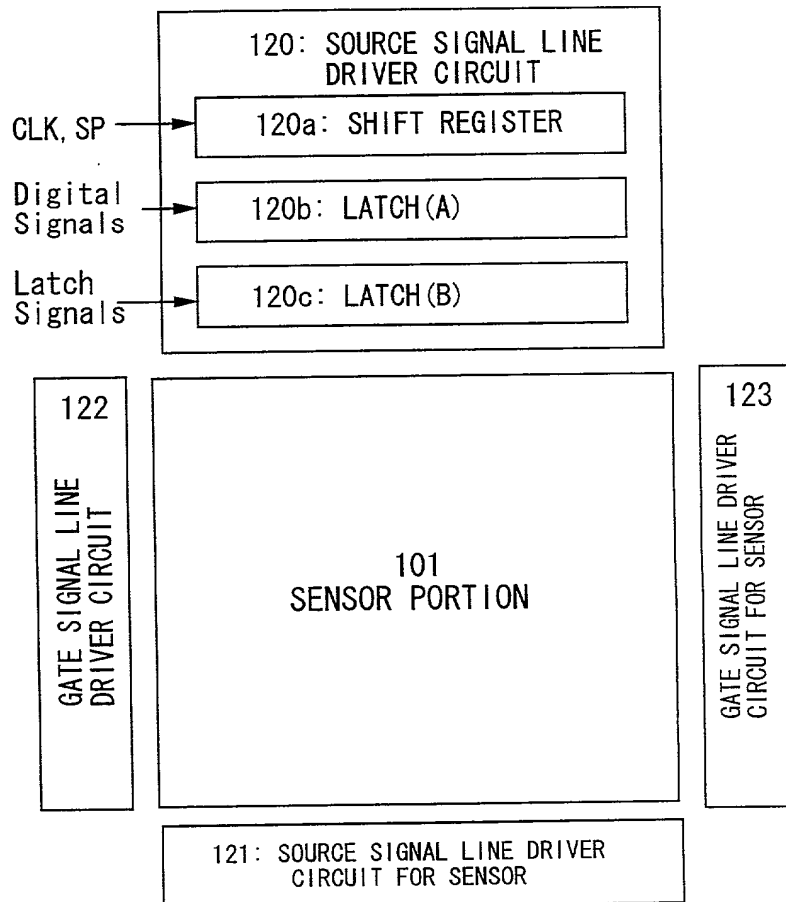 120: SOURCE SIGNAL LINE
DRIVER CIRCUIT
CLK, SP
120a: SHIFT REGISTER
Digital
Signals
120b: LATCH(A)
Latch
Signals
120c: LATCH(B)
122
GATE SIGNAL LINE
DRIVER CIRCUIT
101
SENSOR PORTION
123
GATE SIGNAL LINE DRIVER
CIRCUIT FOR SENSOR
121: SOURCE SIGNAL LINE DRIVER
CIRCUIT FOR SENSOR